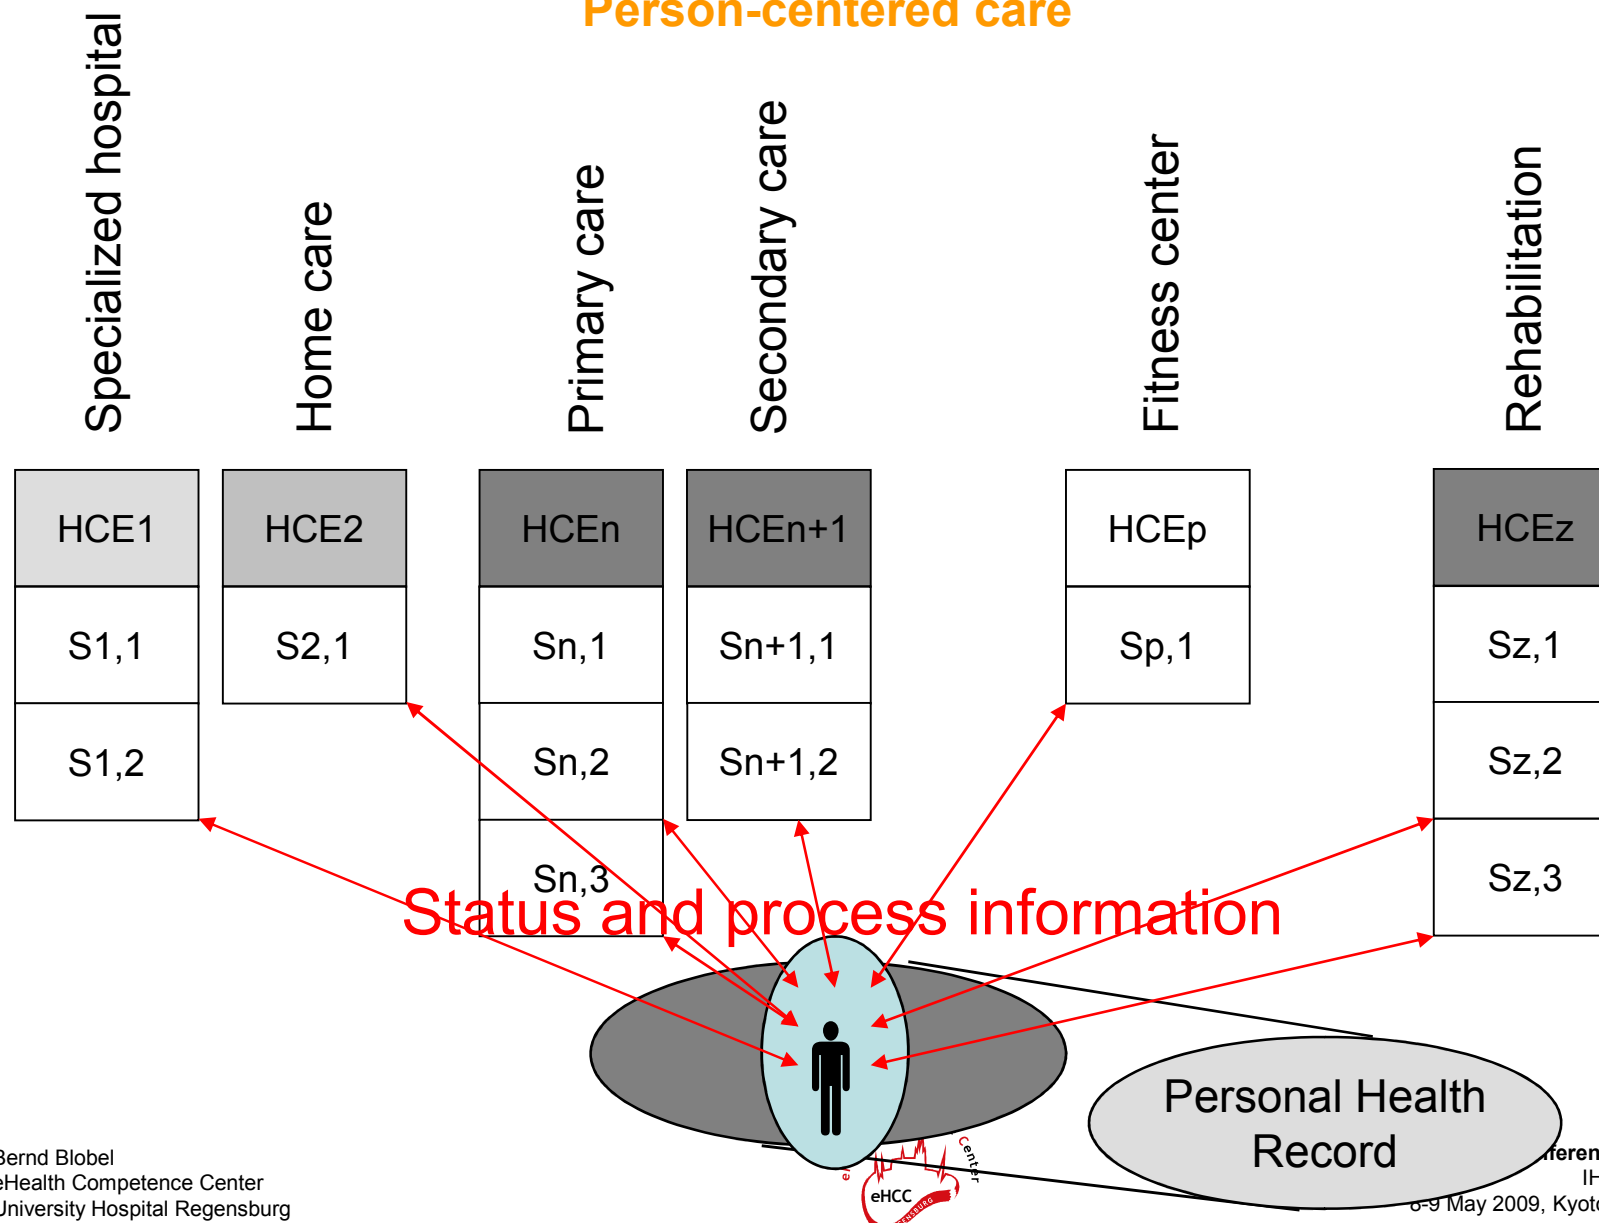 Person-centered care
Specialized hospital
Home care
Primary care
Secondary care
Fitness center
Rehabilitation
HCE1
HCE2
HCEn
HCEn+1
HCEp
HCEz
S1,1
S2,1
Sn,1
Sn+1,1
Sp,1
Sz,1
S1,2
Sn,2
Sn+1,2
Sz,2
Sn,3
Sz,3
Status and process information
Personal Health
Record
Bernd Blobel
eHealth Competence Center
University Hospital Regensburg
Center
eHCC
May 2009, Kyoto